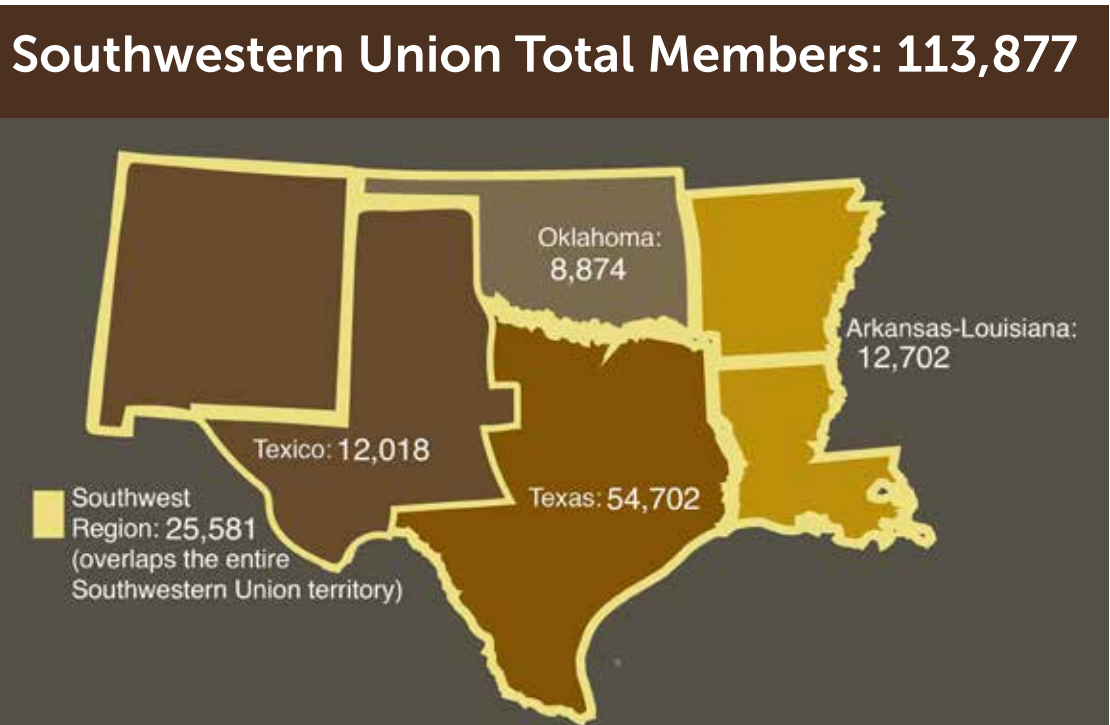 Southwestern Union Total Members: 113,877
Oklahoma:
8,874
Arkansas-Louisiana:
12,702
Texico: 12,018
Texas: 54,702
Southwest
Region: 25,581
(overlaps the entire
Southwestern Union territory)